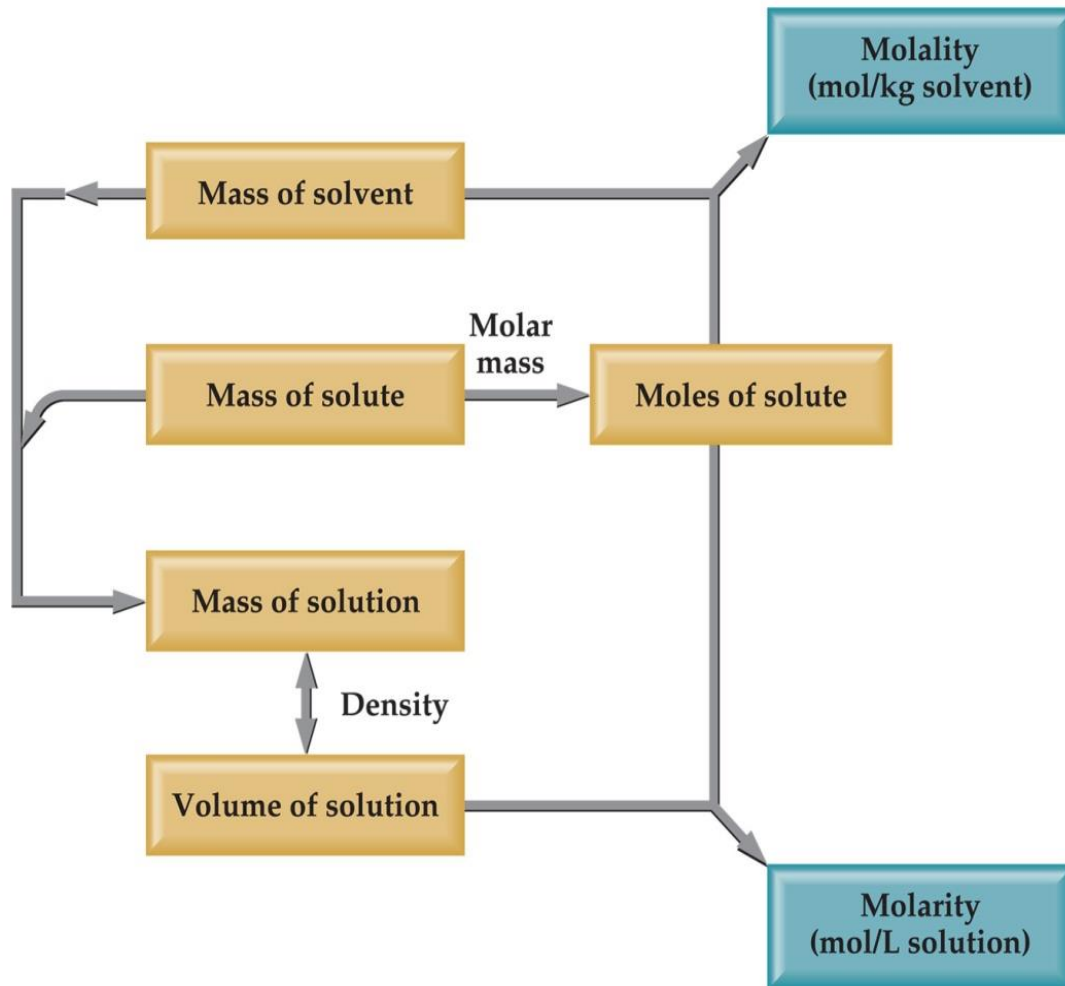 Molality
(mol/kg solvent)
Mass of solvent
Molar
mass
Mass of solute
Moles of solute
Mass of solution
Density
Volume of solution
Molarity
(mol/L solution)